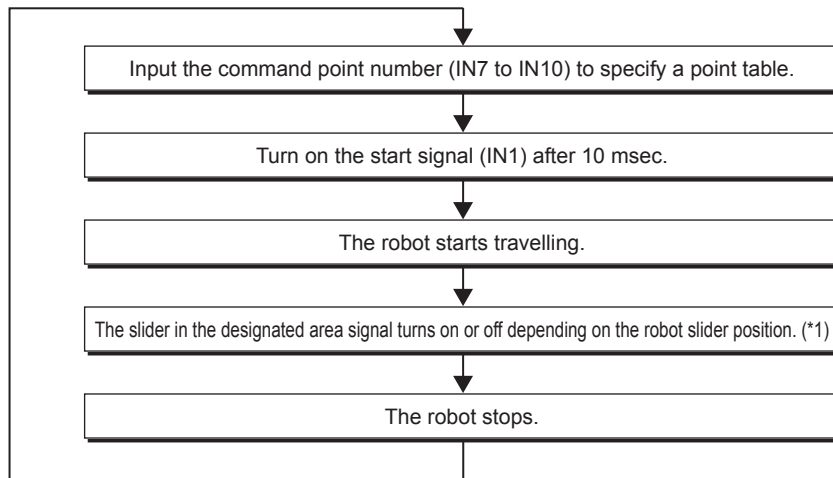 Input the command point number (IN7 to IN10) to specify a point table.
Turn on the start signal (IN1) after 10 msec.
The robot starts travelling.
The slider in the designated area signal turns on or off depending on the robot slider position. (*1)
The robot stops.